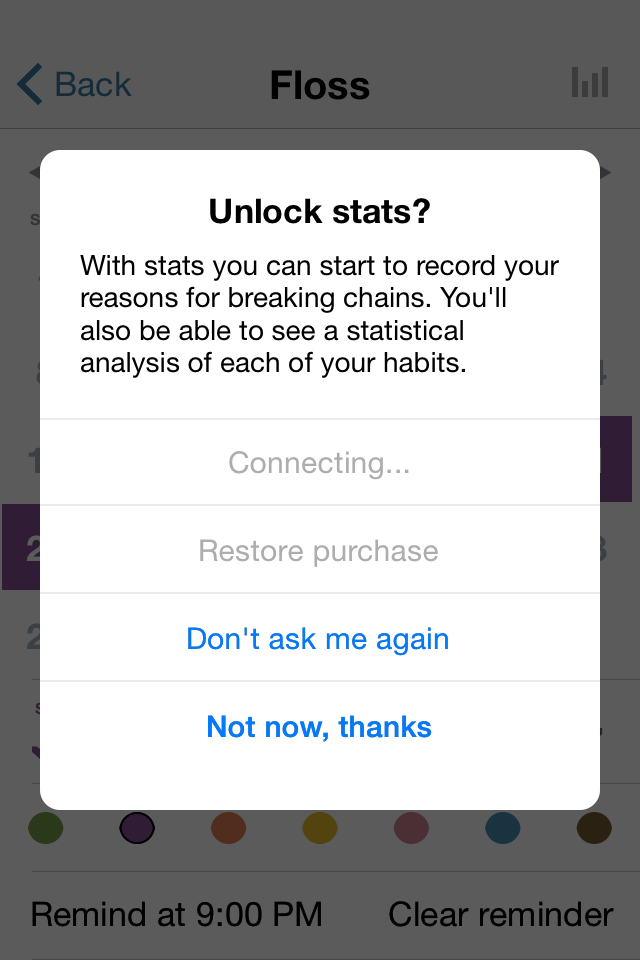 Back
Floss
Unlock stats?
With stats you can start to record your
reasons for breaking chains. You'll
also be able to see a statistical
analysis of each of your habits.
Connecting...
Restore purchase
Don't ask me again
Not now, thanks
Remind at 9:00 PM
Clear reminder